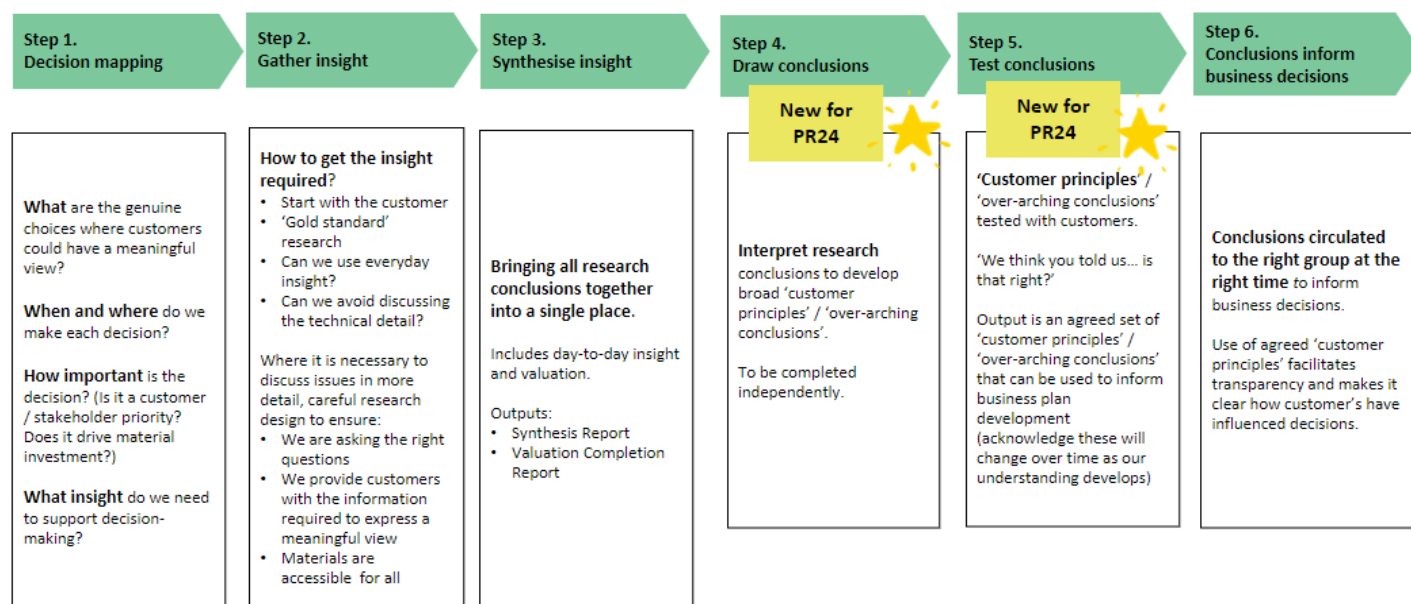 Step 1.
Decision mapping
Step 2.
Gather insight
Step 3.
Synthesise insight
Step 4.
Draw conclusions
Step 5.
Test conclusions
Step 6.
Conclusions inform
business decisions
New for
PR24
New for
PR24
What are the genuine
choices where customers
could have a meaningful
view?
When and where do we
make each decision?
How important is the
decision? (Is it a customer
/ stakeholder priority?
Does it drive material
investment?)
What insight do we need
to support decision-
making?
How to get the insight
required?
• Start with the customer
• ‘Gold standard’
research
• Can we use everyday
insight?
• Can we avoid discussing
the technical detail?
Where it is necessary to
discuss issues in more
detail, careful research
design to ensure:
• We are asking the right
questions
• We provide customers
with the information
required to express a
meaningful view
• Materials are
accessible for all
Bringing all research
conclusions together
into a single place.
Includes day-to-day insight
and valuation.
Outputs:
• Synthesis Report
• Valuation Completion
Report
Interpret research
conclusions to develop
broad ‘customer
principles’ / ‘over-arching
conclusions’.
To be completed
independently.
‘Customer principles’ /
‘over-arching conclusions’
tested with customers.
‘We think you told us... is
that right?’
Output is an agreed set of
‘customer principles’ /
‘over-arching conclusions’
that can be used to inform
business plan
development
(acknowledge these will
change over time as our
understanding develops)
Conclusions circulated
to the right group at the
right time to inform
business decisions.
Use of agreed ‘customer
principles’ facilitates
transparency and makes it
clear how customer’s have
influenced decisions.